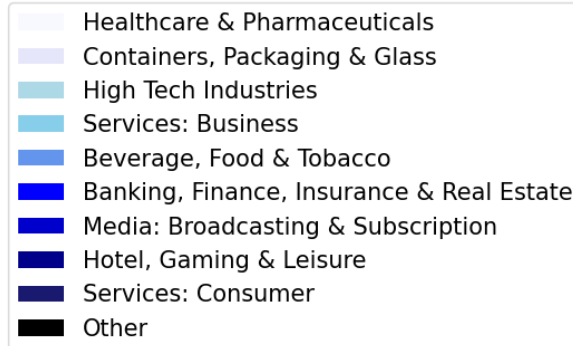 Healthcare & Pharmaceuticals
Containers, Packaging & Glass
High Tech Industries
Services: Business
Beverage, Food & Tobacco
Banking, Finance, Insurance & Real Estate
Media: Broadcasting & Subscription
Hotel, Gaming & Leisure
Services: Consumer
Other